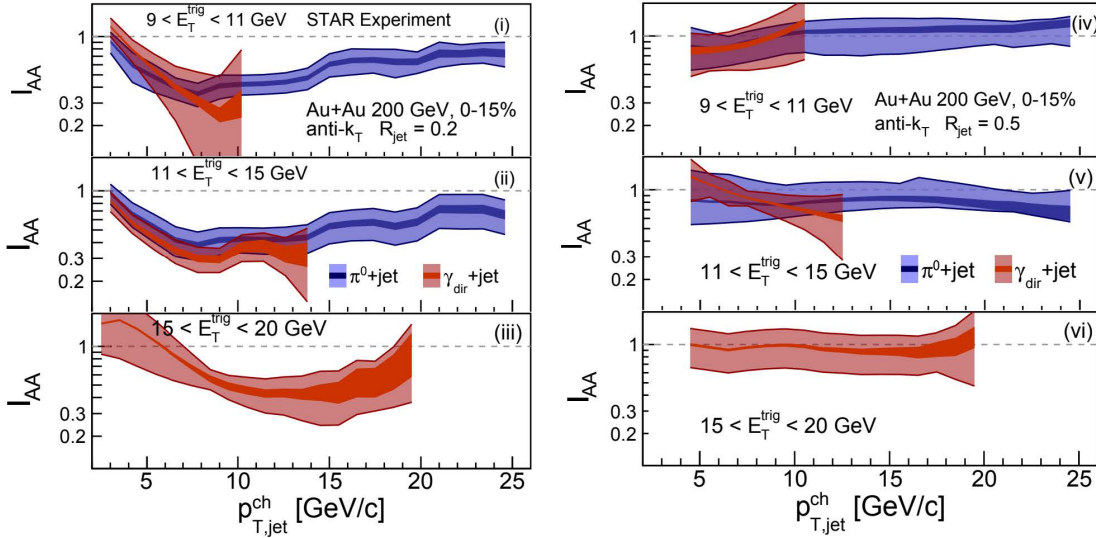 9 < E_T^trig < 11 GeV STAR Experiment (i)
1
0.3
0.2
I_AA
Au+Au 200 GeV, 0-15%
anti-k_T R_jet = 0.2
11 < E_T^trig < 15 GeV (ii)
1
0.3
0.2
I_AA
π⁰+jet γ_dir+jet
15 < E_T^trig < 20 GeV (iii)
1
0.3
0.2
I_AA
5 10 15 20 25
p_T,jet^ch [GeV/c]
(iv)
1
0.3
0.2
I_AA
9 < E_T^trig < 11 GeV Au+Au 200 GeV, 0-15%
anti-k_T R_jet = 0.5
(v)
1
0.3
0.2
I_AA
11 < E_T^trig < 15 GeV π⁰+jet γ_dir+jet
(vi)
1
0.3
0.2
I_AA
15 < E_T^trig < 20 GeV
5 10 15 20 25
p_T,jet^ch [GeV/c]